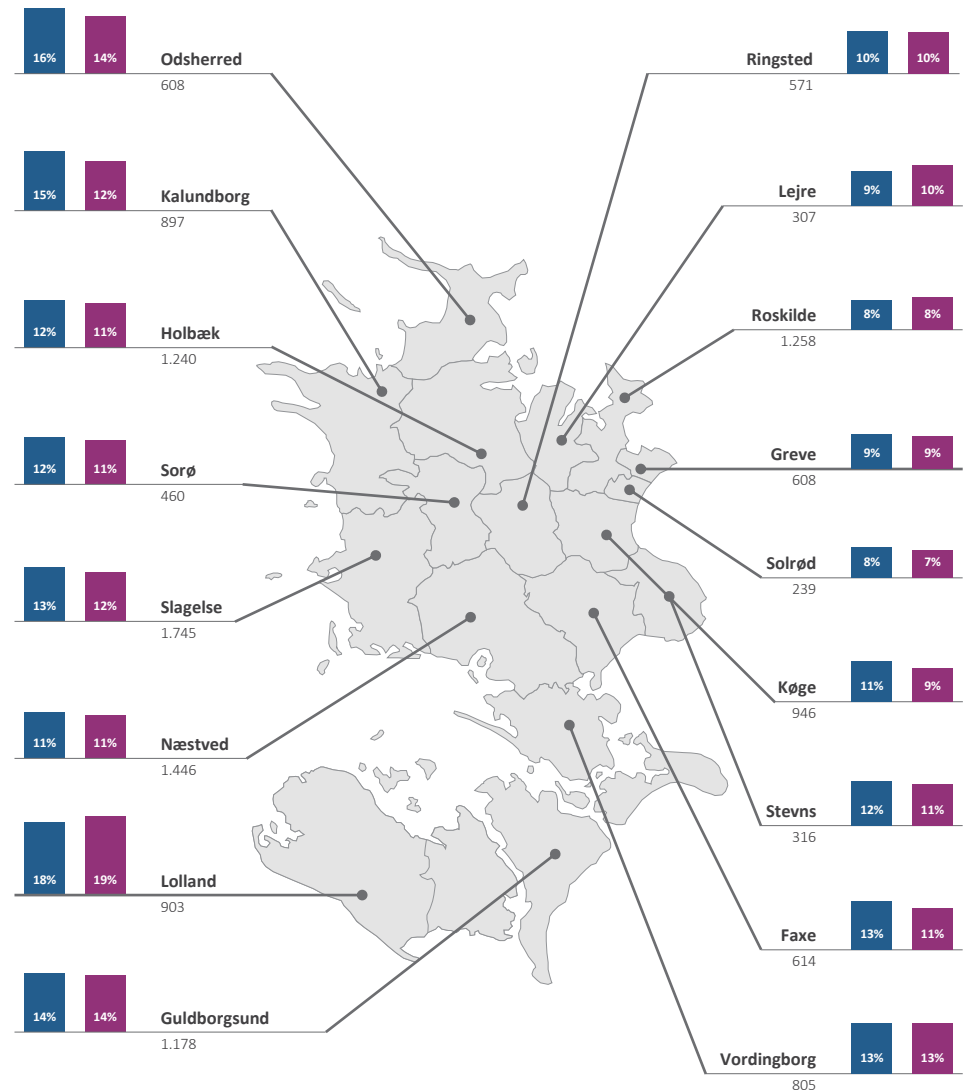 16% 14% Odsherred
608
15% 12% Kalundborg
897
12% 11% Holbæk
1.240
12% 11% Sorø
460
13% 12% Slagelse
1.745
11% 11% Næstved
1.446
18% 19% Lolland
903
14% 14% Guldborgsund
1.178
Ringsted 10% 10%
571
Lejre 9% 10%
307
Roskilde 8% 8%
1.258
Greve 9% 9%
608
Solrød 8% 7%
239
Køge 11% 9%
946
Stevns 12% 11%
316
Faxe 13% 11%
614
Vordingborg 13% 13%
805